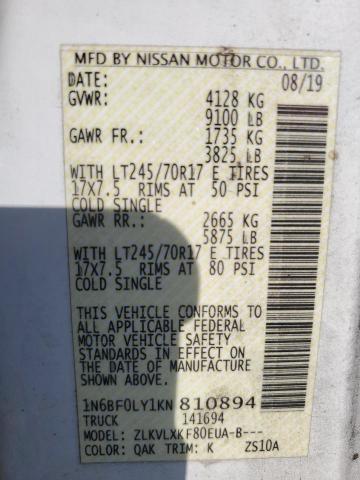 MFD BY NISSAN MOTOR CO., LTD.
DATE: 08/19
GVWR: 4128 KG
9100 LB
GAWR FR.: 1735 KG
3825 LB
WITH LT245/70R17 E TIRES
17X7.5 RIMS AT 50 PSI
COLD SINGLE
GAWR RR.: 2665 KG
5875 LB
WITH LT245/70R17 E TIRES
17X7.5 RIMS AT 80 PSI
COLD SINGLE
THIS VEHICLE CONFORMS TO
ALL APPLICABLE FEDERAL
MOTOR VEHICLE SAFETY
STANDARDS IN EFFECT ON
THE DATE OF MANUFACTURE
SHOWN ABOVE.
1N6BF0LY1KN 810894
TRUCK 141694
MODEL: ZLKVLXKF80EUA-B---
COLOR: QAK TRIM: K ZS10A